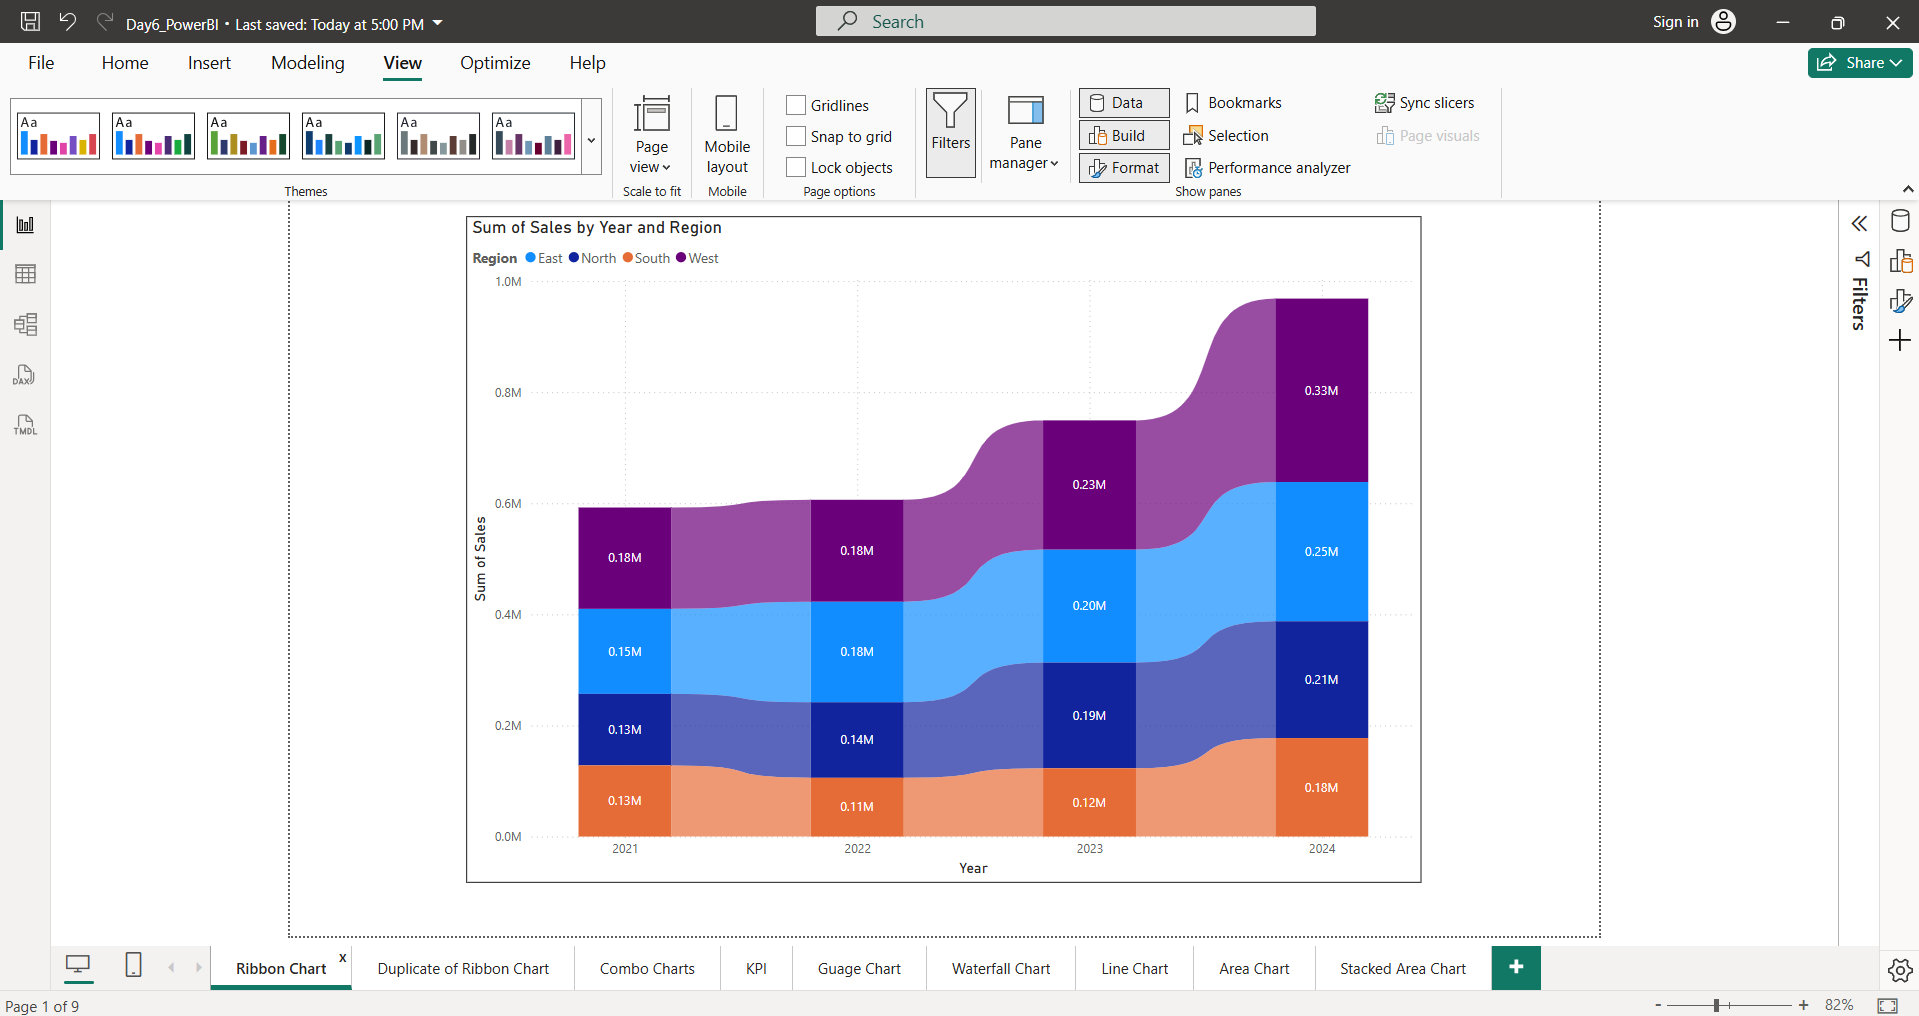 Day6_PowerBI • Last saved: Today at 5:00 PM
Search
Sign in
File Home Insert Modeling View Optimize Help
Share
Aa Aa Aa Aa Aa Aa
Themes
Page view
Scale to fit
Mobile layout
Mobile
Gridlines
Snap to grid
Lock objects
Page options
Filters
Pane manager
Data
Build
Format
Bookmarks
Selection
Performance analyzer
Sync slicers
Page visuals
Show panes
DAX
TMDL
Sum of Sales by Year and Region
Region East North South West
1.0M
0.8M
0.6M
0.4M
0.2M
0.0M
Sum of Sales
0.18M
0.15M
0.13M
0.13M
0.18M
0.18M
0.14M
0.11M
0.23M
0.20M
0.19M
0.12M
0.33M
0.25M
0.21M
0.18M
2021 2022 2023 2024
Year
Filters
Ribbon Chart x Duplicate of Ribbon Chart Combo Charts KPI Guage Chart Waterfall Chart Line Chart Area Chart Stacked Area Chart +
Page 1 of 9
- + 82%